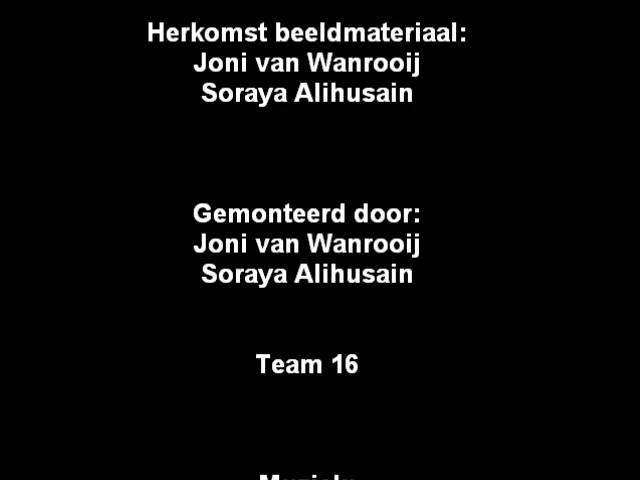 Herkomst beeldmateriaal:
Joni van Wanrooij
Soraya Alihusain
Gemonteerd door:
Joni van Wanrooij
Soraya Alihusain
Team 16